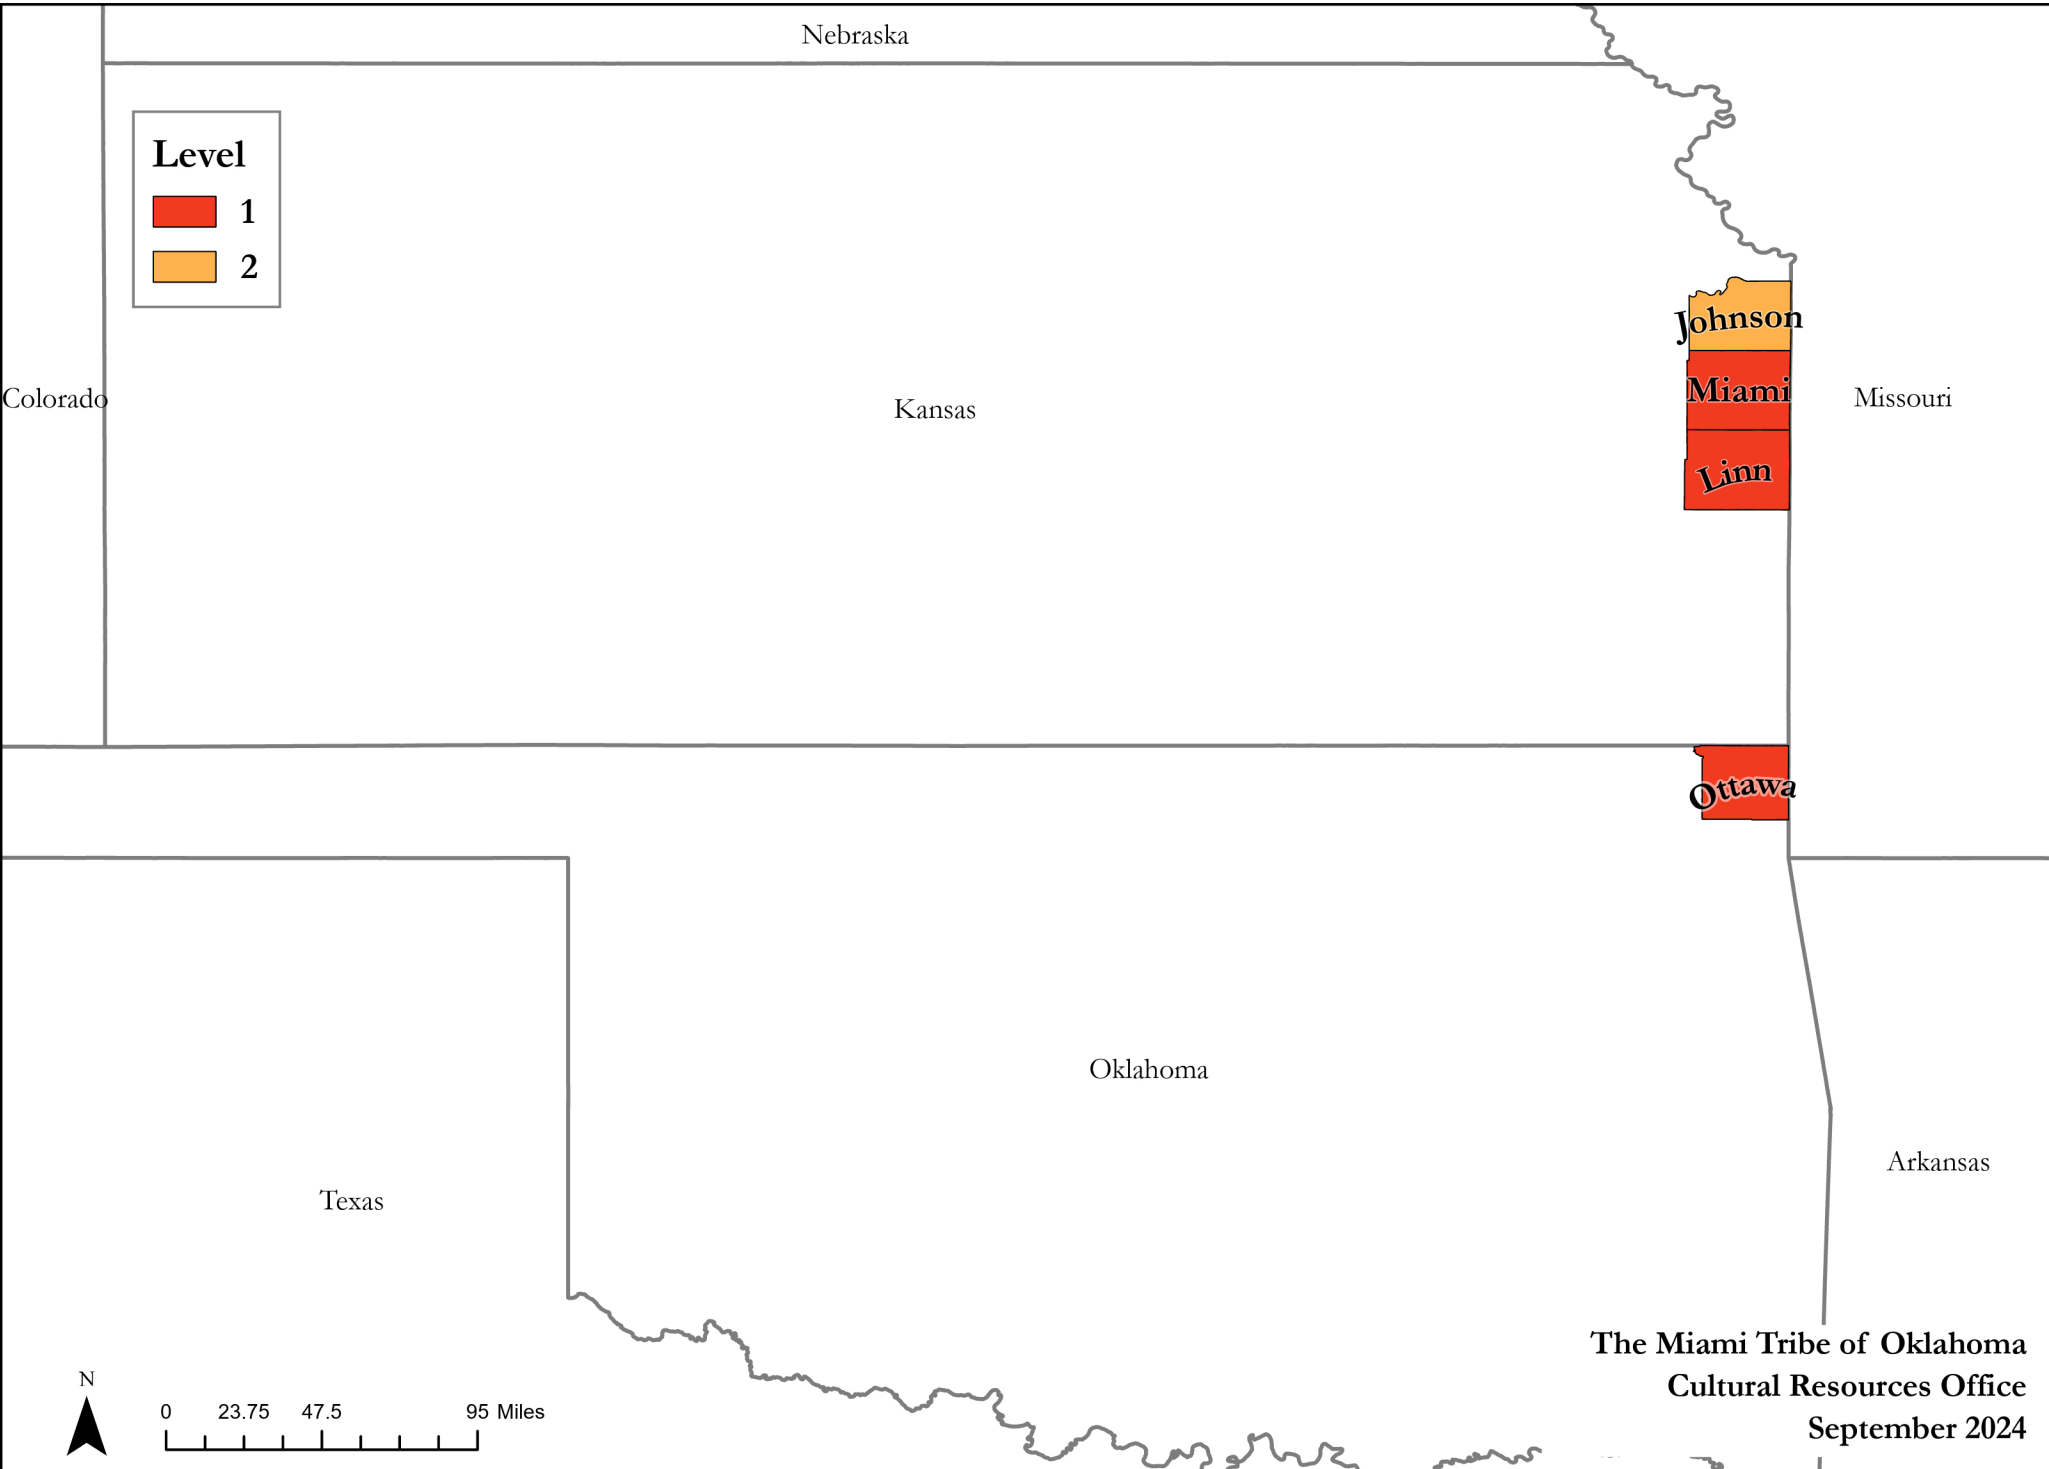 Nebraska
Level
1
2
Johnson
Miami
Colorado
Kansas
Missouri
Linn
Ottawa
Oklahoma
Arkansas
Texas
The Miami Tribe of Oklahoma
Cultural Resources Office
September 2024
N
0 23.75 47.5 95 Miles